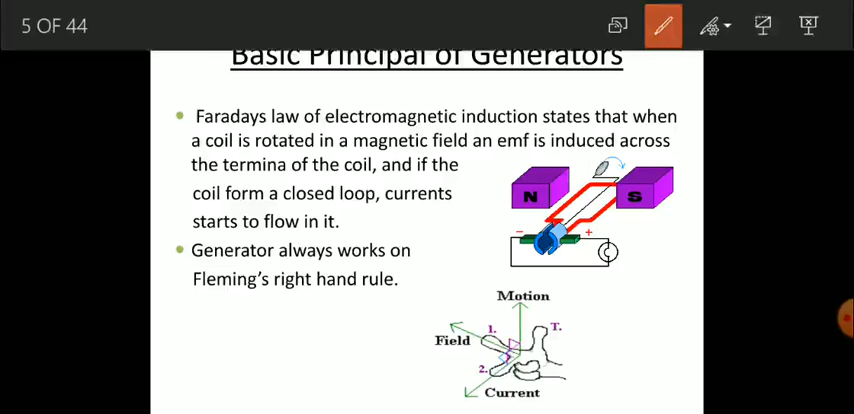 5 OF 44
Basic Principal of Generators
Faradays law of electromagnetic induction states that when
a coil is rotated in a magnetic field an emf is induced across
the termina of the coil, and if the
coil form a closed loop, currents
starts to flow in it.
N
S
-
+
Generator always works on
Fleming's right hand rule.
Motion
1.
T.
Field
2.
Current